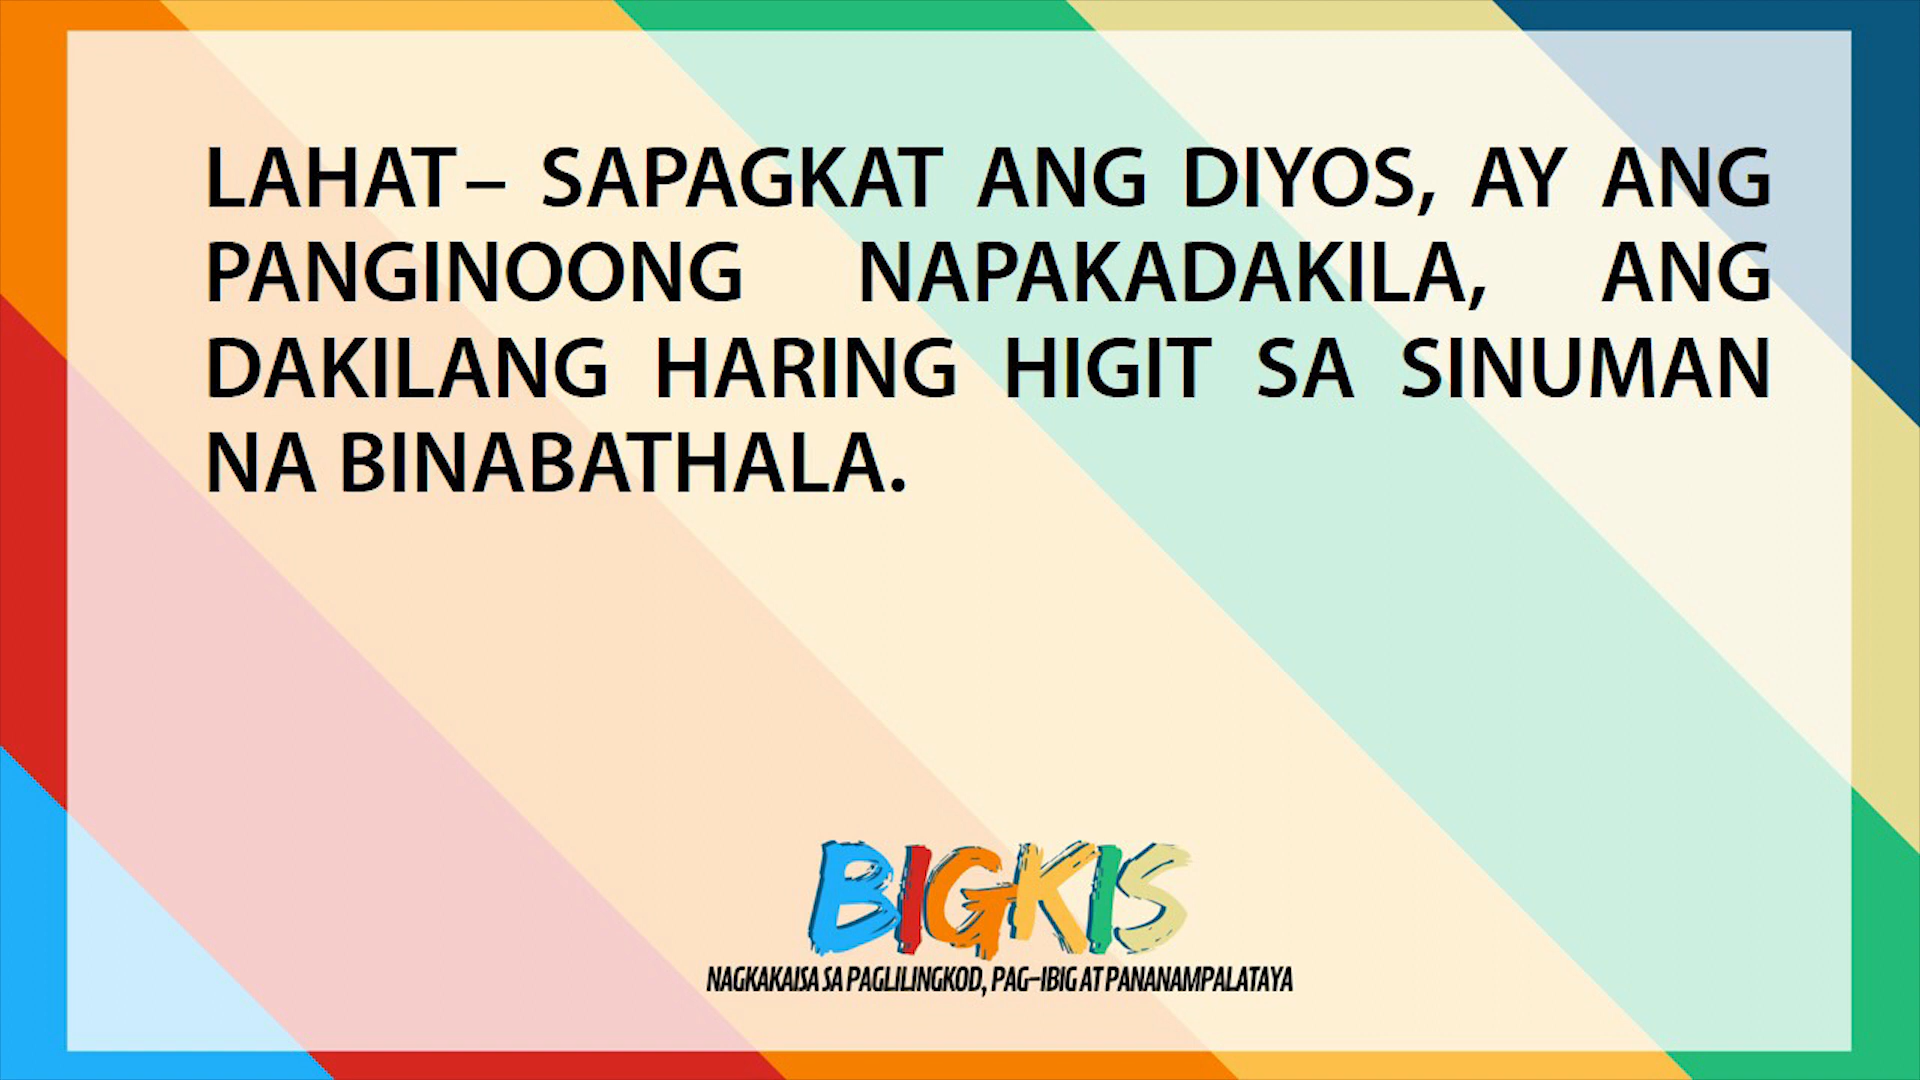 LAHAT– SAPAGKAT ANG DIYOS, AY ANG
PANGINOONG NAPAKADAKILA, ANG
DAKILANG HARING HIGIT SA SINUMAN
NA BINABATHALA.
BIGKIS
NAGKAKAISA SA PAGLILINGKOD, PAG-IBIG AT PANANAMPALATAYA